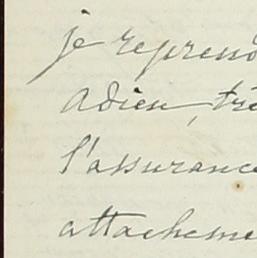 je reprend
Adieu, trè
l'assurance
attacheme